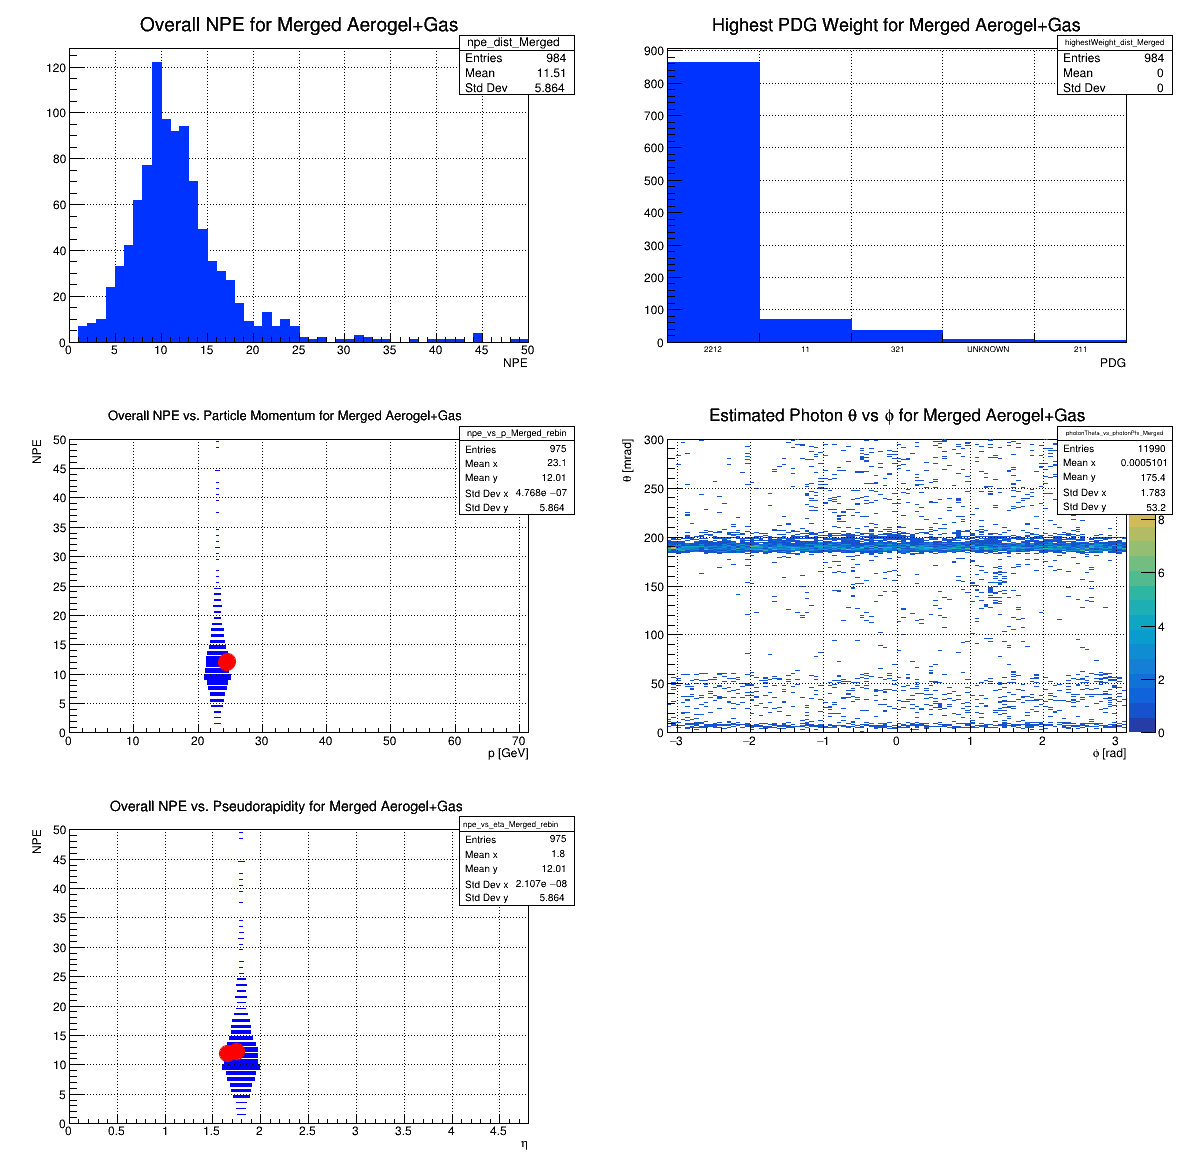 Overall NPE for Merged Aerogel+Gas
npe_dist_Merged
Entries 984
Mean 11.51
Std Dev 5.864
120
100
80
60
40
20
0
0 5 10 15 20 25 30 35 40 45 50
NPE
Highest PDG Weight for Merged Aerogel+Gas
highestWeight_dist_Merged
Entries 984
Mean 0
Std Dev 0
900
800
700
600
500
400
300
200
100
0
2212 11 321 UNKNOWN 211
PDG
Overall NPE vs. Particle Momentum for Merged Aerogel+Gas
npe_vs_p_Merged_rebin
Entries 975
Mean x 23.1
Mean y 12.01
Std Dev x 4.768e −07
Std Dev y 5.864
NPE
50
45
40
35
30
25
20
15
10
5
0
0 10 20 30 40 50 60 70
p [GeV]
Estimated Photon θ vs ϕ for Merged Aerogel+Gas
photonTheta_vs_photonPhi_Merged
Entries 11990
Mean x 0.0005101
Mean y 175.4
Std Dev x 1.783
Std Dev y 53.2
θ [mrad]
300
250
200
150
100
50
0
−3 −2 −1 0 1 2 3
ϕ [rad]
8
6
4
2
0
Overall NPE vs. Pseudorapidity for Merged Aerogel+Gas
npe_vs_eta_Merged_rebin
Entries 975
Mean x 1.8
Mean y 12.01
Std Dev x 2.107e −08
Std Dev y 5.864
NPE
50
45
40
35
30
25
20
15
10
5
0
0 0.5 1 1.5 2 2.5 3 3.5 4 4.5
η